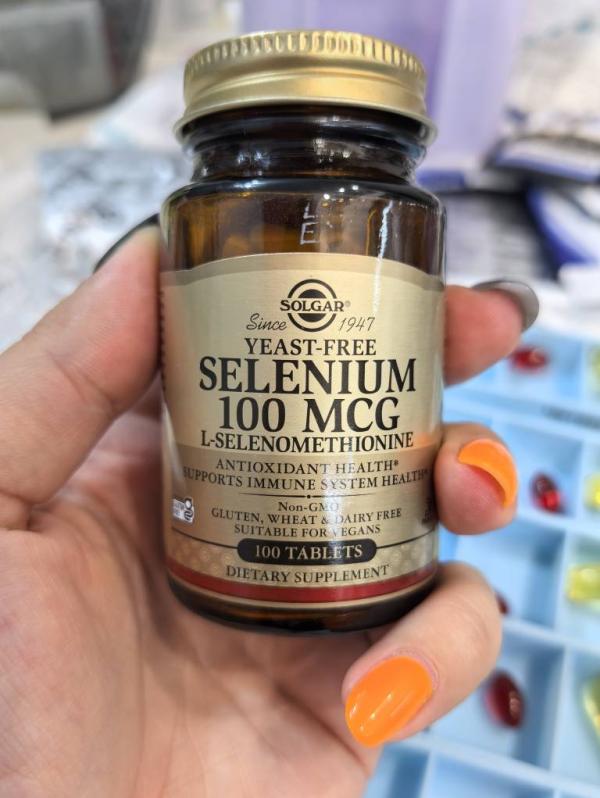 L
E
SOLGAR®
Since 1947
YEAST-FREE
SELENIUM
100 MCG
L-SELENOMETHIONINE
ANTIOXIDANT HEALTH*
SUPPORTS IMMUNE SYSTEM HEALTH*
Non-GMO
GLUTEN, WHEAT & DAIRY FREE
SUITABLE FOR VEGANS
100 TABLETS
DIETARY SUPPLEMENT